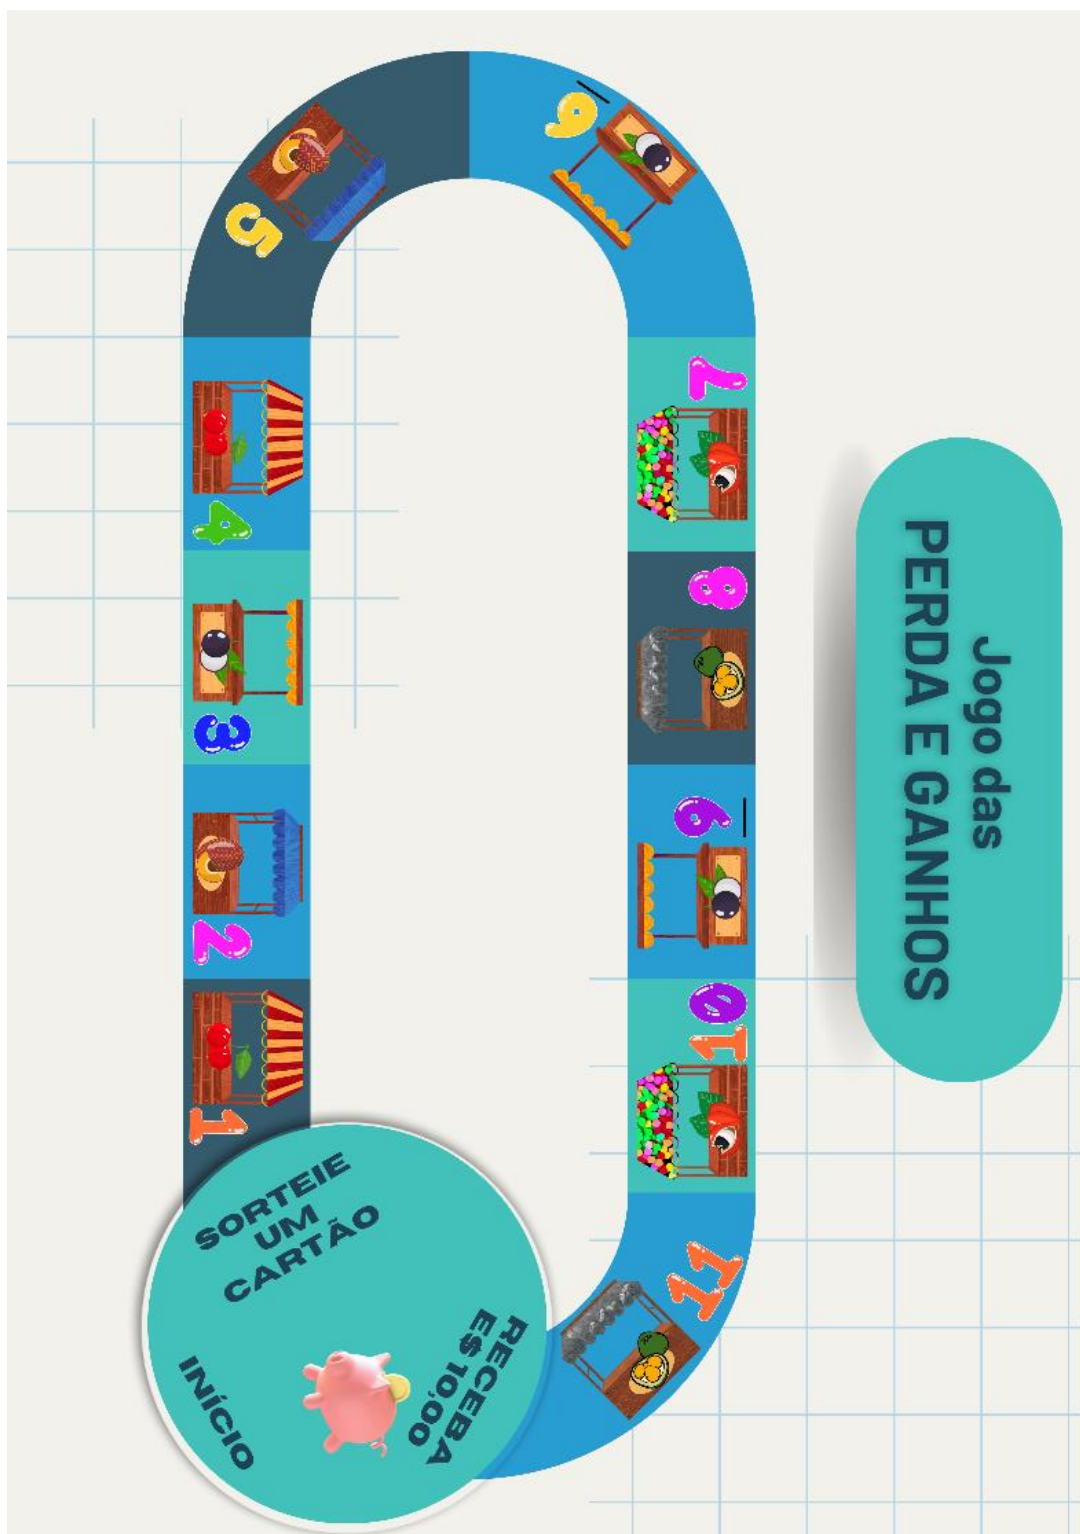 Jogo das
PERDA E GANHOS
INÍCIO
SORTEIE
UM
CARTÃO
RECEBA
E$ 10,00
1
2
3
4
5
6
7
8
9
10
11